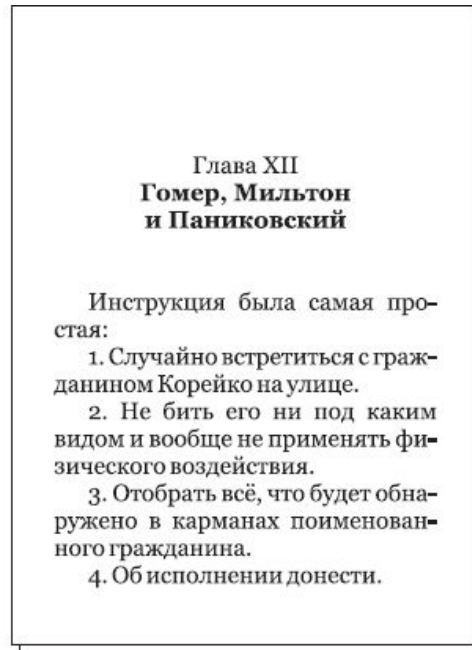 Глава XII
Гомер, Мильтон
и Паниковский
Инструкция была самая про-
стая:
1. Случайно встретиться с граж-
данином Корейко на улице.
2. Не бить его ни под каким
видом и вообще не применять фи-
зического воздействия.
3. Отобрать всё, что будет обна-
ружено в карманах поименован-
ного гражданина.
4. Об исполнении донести.